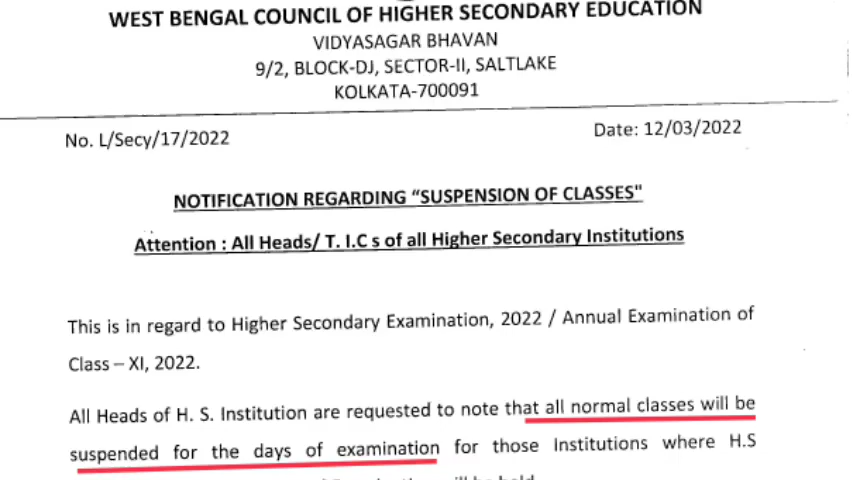 WEST BENGAL COUNCIL OF HIGHER SECONDARY EDUCATION
VIDYASAGAR BHAVAN
9/2, BLOCK-DJ, SECTOR-II, SALTLAKE
KOLKATA-700091
No. L/Secy/17/2022
Date: 12/03/2022
NOTIFICATION REGARDING “SUSPENSION OF CLASSES"
Attention : All Heads/ T. I.C s of all Higher Secondary Institutions
This is in regard to Higher Secondary Examination, 2022 / Annual Examination of
Class – XI, 2022.
All Heads of H. S. Institution are requested to note that all normal classes will be
suspended for the days of examination for those Institutions where H.S
will be held